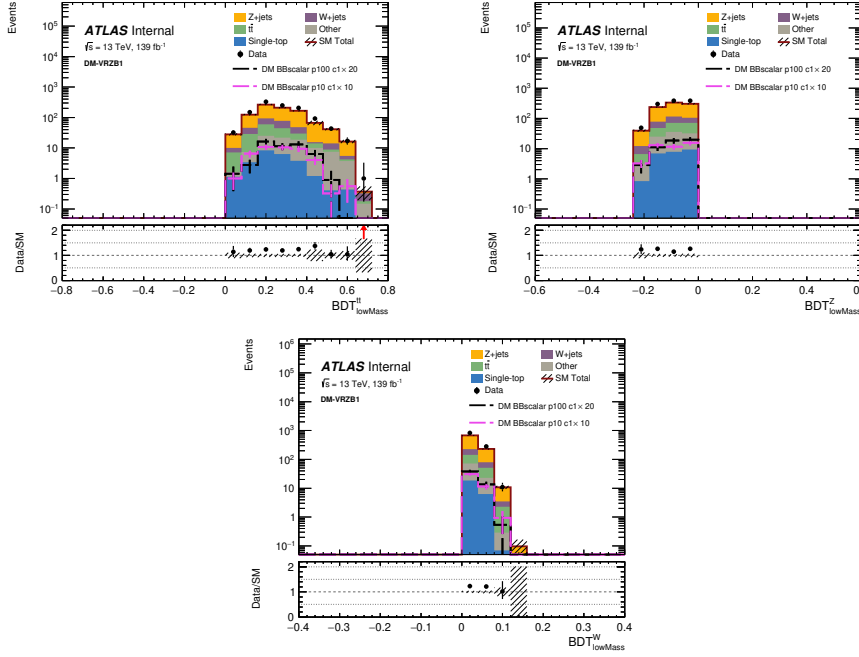 Events
ATLAS Internal
√s = 13 TeV, 139 fb⁻¹
DM-VRZB1
Z+jets W+jets
tt̄ Other
Single-top SM Total
Data
DM BBscalar p100 c1× 20
DM BBscalar p10 c1× 10
10⁵
10⁴
10³
10²
10
1
10⁻¹
Data/SM
2
1
0
−0.8 −0.6 −0.4 −0.2 0 0.2 0.4 0.6 0.8
BDT^tt_lowMass
Events
ATLAS Internal
√s = 13 TeV, 139 fb⁻¹
DM-VRZB1
Z+jets W+jets
tt̄ Other
Single-top SM Total
Data
DM BBscalar p100 c1× 20
DM BBscalar p10 c1× 10
10⁵
10⁴
10³
10²
10
1
10⁻¹
Data/SM
2
1
0
−0.6 −0.4 −0.2 0 0.2 0.4
BDT^Z_lowMass
Events
ATLAS Internal
√s = 13 TeV, 139 fb⁻¹
DM-VRZB1
Z+jets W+jets
tt̄ Other
Single-top SM Total
Data
DM BBscalar p100 c1× 20
DM BBscalar p10 c1× 10
10⁶
10⁵
10⁴
10³
10²
10
1
10⁻¹
Data/SM
2
1
0
−0.4 −0.3 −0.2 −0.1 0 0.1 0.2 0.3 0.4
BDT^W_lowMass